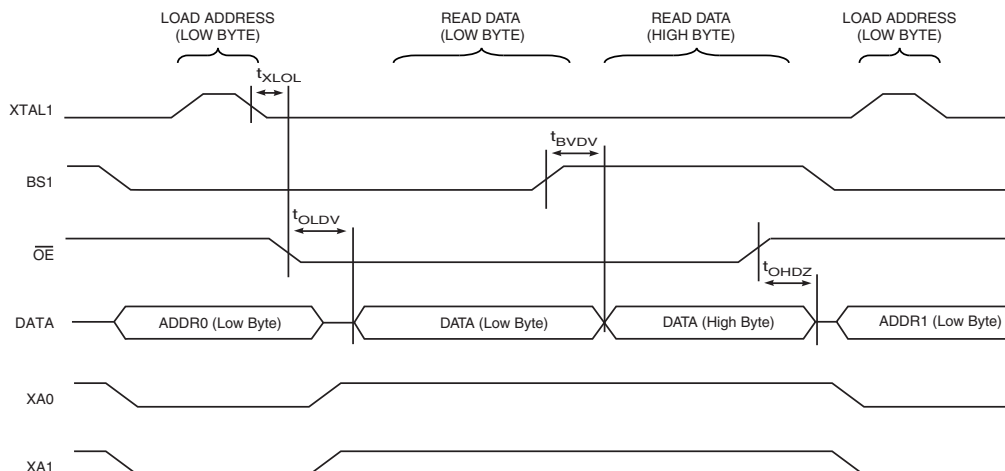 LOAD ADDRESS
(LOW BYTE)
READ DATA
(LOW BYTE)
READ DATA
(HIGH BYTE)
LOAD ADDRESS
(LOW BYTE)
tXLOL
XTAL1
tBVDV
BS1
tOLDV
OE
tOHDZ
DATA
ADDR0 (Low Byte)
DATA (Low Byte)
DATA (High Byte)
ADDR1 (Low Byte)
XA0
XA1